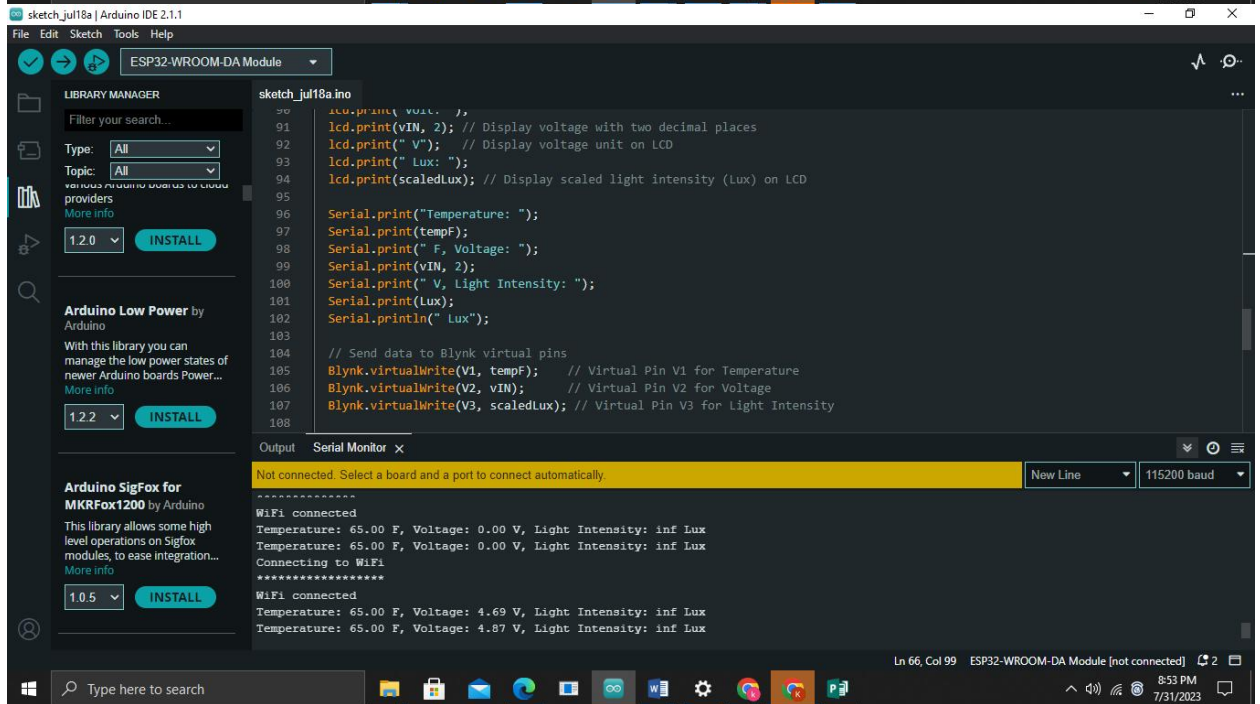 sketch_jul18a | Arduino IDE 2.1.1
File Edit Sketch Tools Help
ESP32-WROOM-DA Module
LIBRARY MANAGER
Filter your search...
Type: All
Topic: All
various Arduino boards to cloud
providers
More info
1.2.0 INSTALL
Arduino Low Power by
Arduino
With this library you can
manage the low power states of
newer Arduino boards Power...
More info
1.2.2 INSTALL
Arduino SigFox for
MKRFox1200 by Arduino
This library allows some high
level operations on Sigfox
modules, to ease integration...
More info
1.0.5 INSTALL
sketch_jul18a.ino
90 lcd.print(" Volt: ");
91 lcd.print(vIN, 2); // Display voltage with two decimal places
92 lcd.print(" V"); // Display voltage unit on LCD
93 lcd.print(" Lux: ");
94 lcd.print(scaledLux); // Display scaled light intensity (Lux) on LCD
95
96 Serial.print("Temperature: ");
97 Serial.print(tempF);
98 Serial.print(" F, Voltage: ");
99 Serial.print(vIN, 2);
100 Serial.print(" V, Light Intensity: ");
101 Serial.print(Lux);
102 Serial.println(" Lux");
103
104 // Send data to Blynk virtual pins
105 Blynk.virtualWrite(V1, tempF); // Virtual Pin V1 for Temperature
106 Blynk.virtualWrite(V2, vIN); // Virtual Pin V2 for Voltage
107 Blynk.virtualWrite(V3, scaledLux); // Virtual Pin V3 for Light Intensity
108
Output Serial Monitor
Not connected. Select a board and a port to connect automatically.
New Line 115200 baud
**************
WiFi connected
Temperature: 65.00 F, Voltage: 0.00 V, Light Intensity: inf Lux
Temperature: 65.00 F, Voltage: 0.00 V, Light Intensity: inf Lux
Connecting to WiFi
******************
WiFi connected
Temperature: 65.00 F, Voltage: 4.69 V, Light Intensity: inf Lux
Temperature: 65.00 F, Voltage: 4.87 V, Light Intensity: inf Lux
Ln 66, Col 99 ESP32-WROOM-DA Module [not connected] 2
Type here to search
8:53 PM
7/31/2023